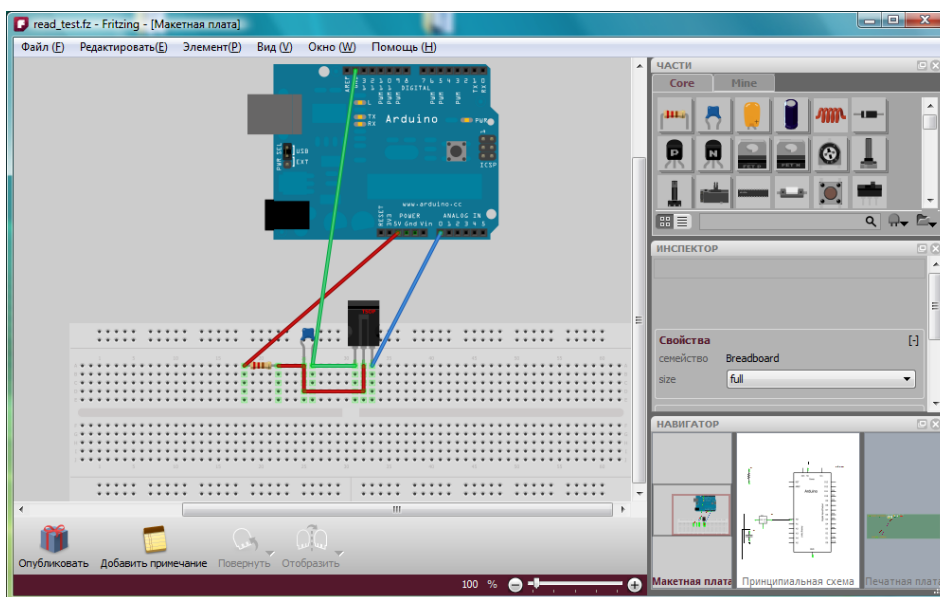 read_test.fz - Fritzing - [Макетная плата]
Файл (F) Редактировать(E) Элемент(P) Вид (V) Окно (W) Помощь (H)
AREF
GND
DIGITAL
L
TX
RX
Arduino
PWR
PWR SEL
USB
EXT
ICSP
www.arduino.cc
POWER ANALOG IN
RESET
3V3
5V Gnd Vin 0 1 2 3 4 5
ЧАСТИ
Core Mine
P N
ИНСПЕКТОР
Свойства [-]
семейство Breadboard
size full
НАВИГАТОР
Arduino
Макетная плата Принципиальная схема Печатная плата
Опубликовать Добавить примечание Повернуть Отобразить
100 %